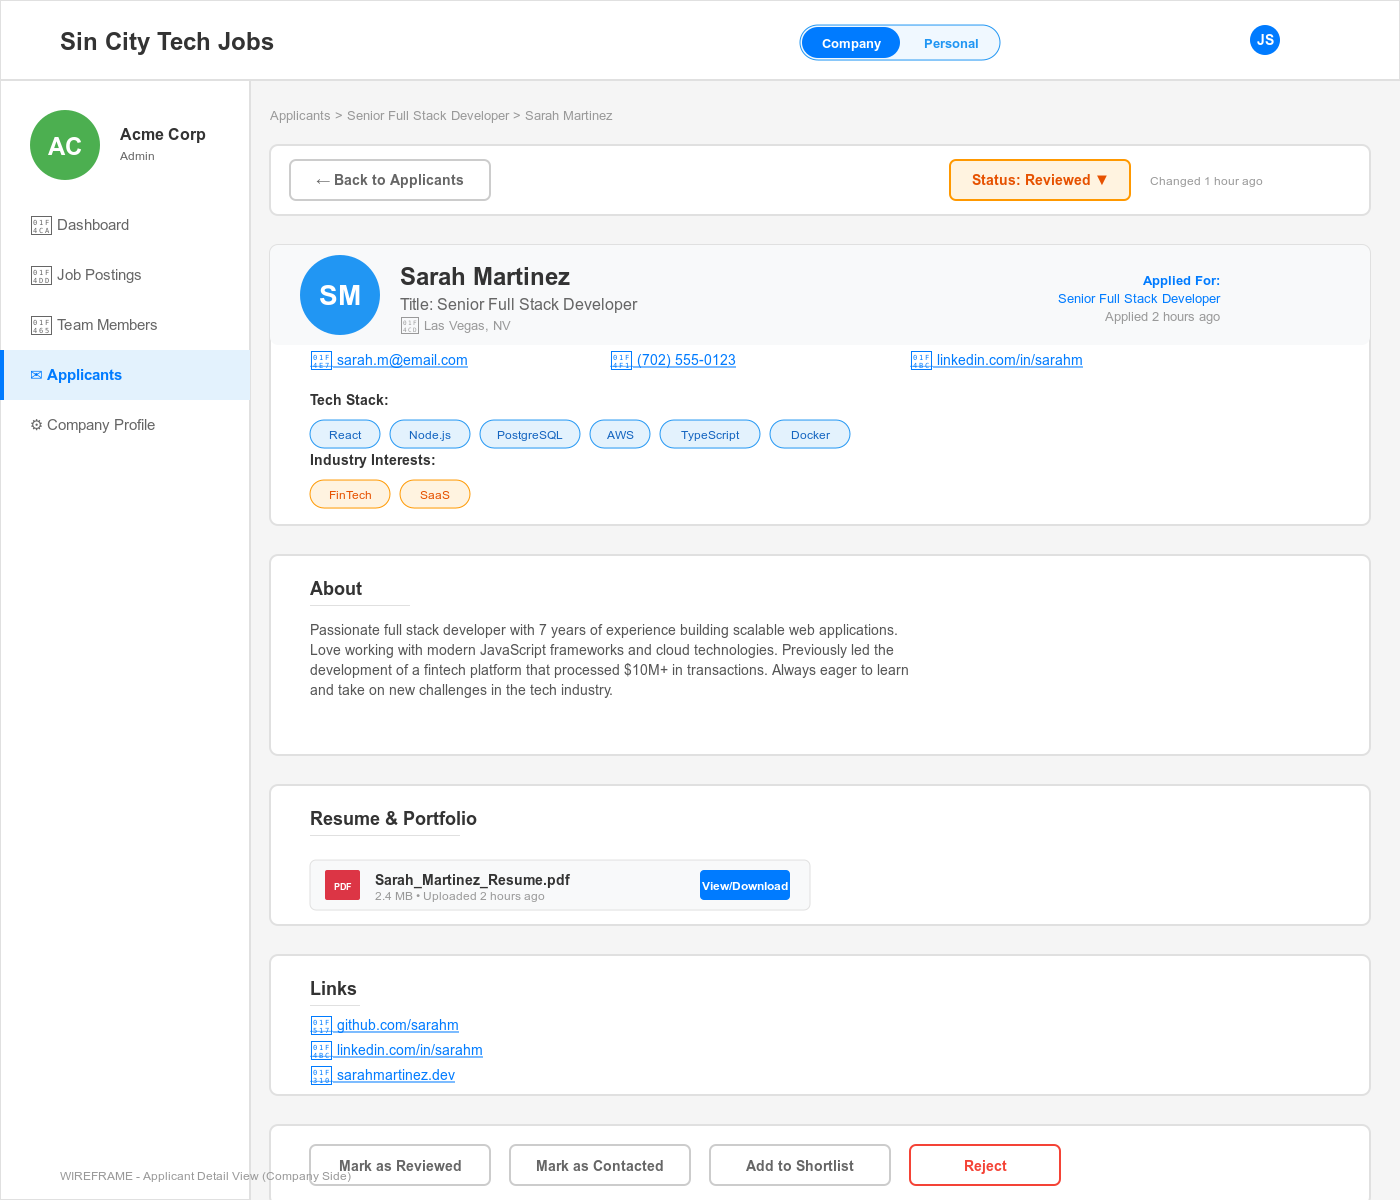 Sin City Tech Jobs
Company
Personal
JS
AC
Acme Corp
Admin
Dashboard
Job Postings
Team Members
✉ Applicants
⚙ Company Profile
Applicants > Senior Full Stack Developer > Sarah Martinez
← Back to Applicants
Status: Reviewed ▼
Changed 1 hour ago
SM
Sarah Martinez
Title: Senior Full Stack Developer
Las Vegas, NV
Applied For:
Senior Full Stack Developer
Applied 2 hours ago
sarah.m@email.com
(702) 555-0123
linkedin.com/in/sarahm
Tech Stack:
React
Node.js
PostgreSQL
AWS
TypeScript
Docker
Industry Interests:
FinTech
SaaS
About
Passionate full stack developer with 7 years of experience building scalable web applications.
Love working with modern JavaScript frameworks and cloud technologies. Previously led the
development of a fintech platform that processed $10M+ in transactions. Always eager to learn
and take on new challenges in the tech industry.
Resume & Portfolio
PDF
Sarah_Martinez_Resume.pdf
2.4 MB • Uploaded 2 hours ago
View/Download
Links
github.com/sarahm
linkedin.com/in/sarahm
sarahmartinez.dev
Mark as Reviewed
Mark as Contacted
Add to Shortlist
Reject
WIREFRAME - Applicant Detail View (Company Side)